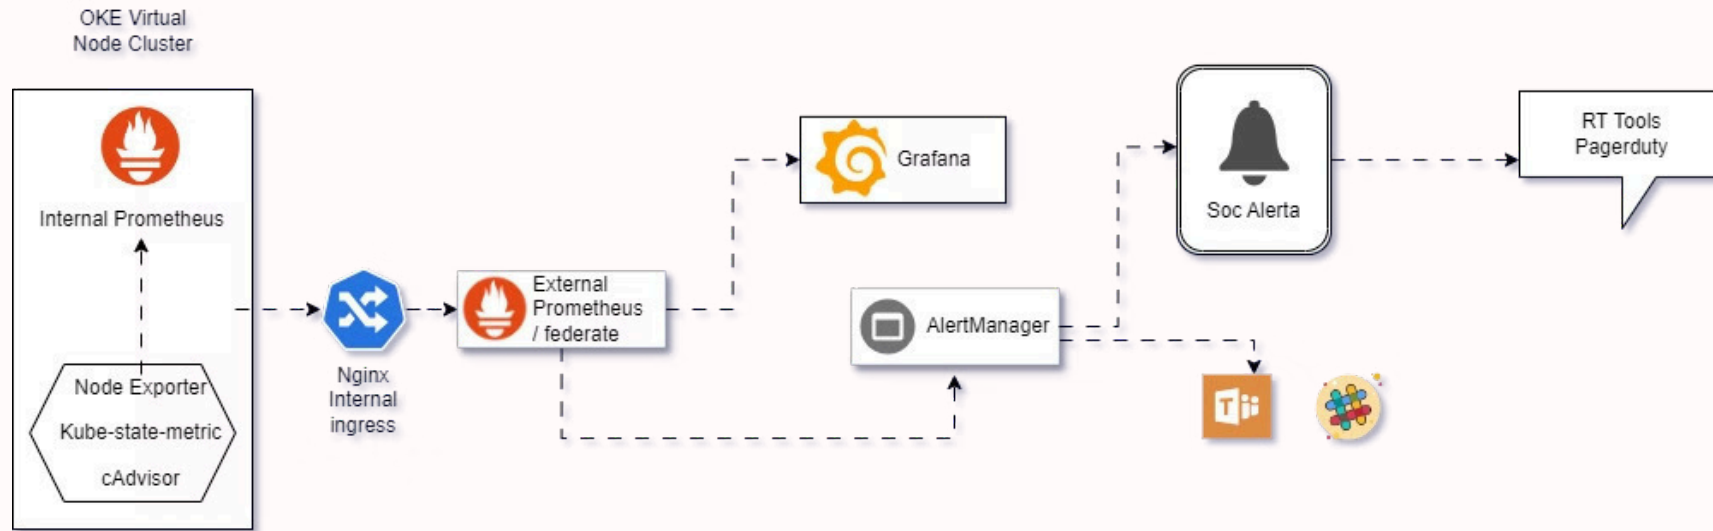 OKE Virtual
Node Cluster
Internal Prometheus
Node Exporter
Kube-state-metric
cAdvisor
Nginx
Internal
ingress
External
Prometheus
/ federate
Grafana
AlertManager
Soc Alerta
T
RT Tools
Pagerduty